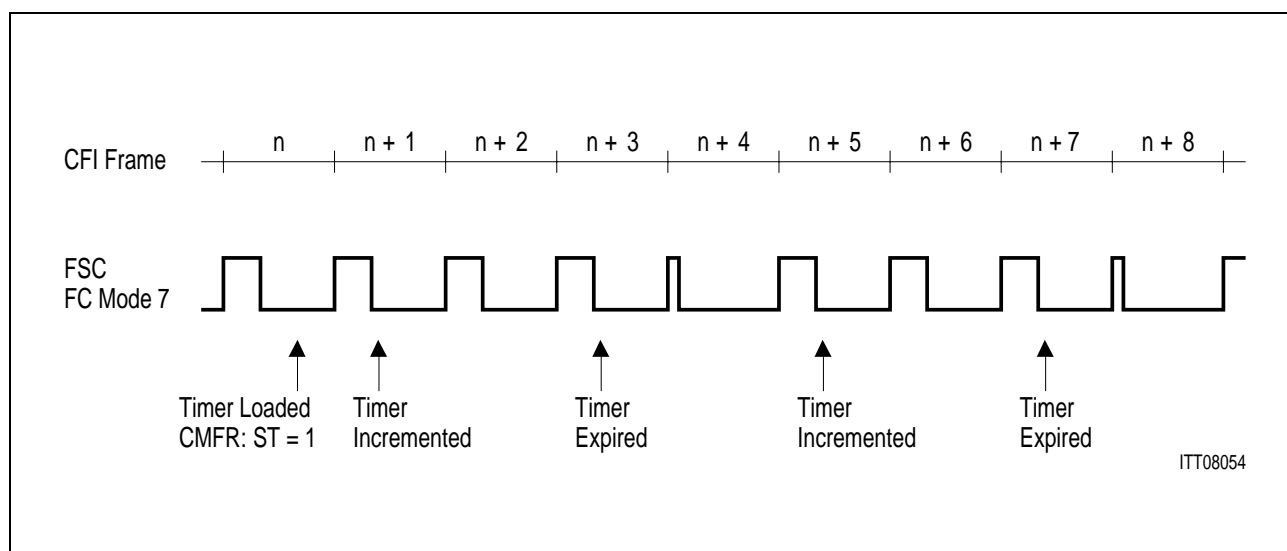 CFI Frame n n + 1 n + 2 n + 3 n + 4 n + 5 n + 6 n + 7 n + 8
FSC
FC Mode 7
Timer Loaded
CMFR: ST = 1
Timer
Incremented
Timer
Expired
Timer
Incremented
Timer
Expired
ITT08054